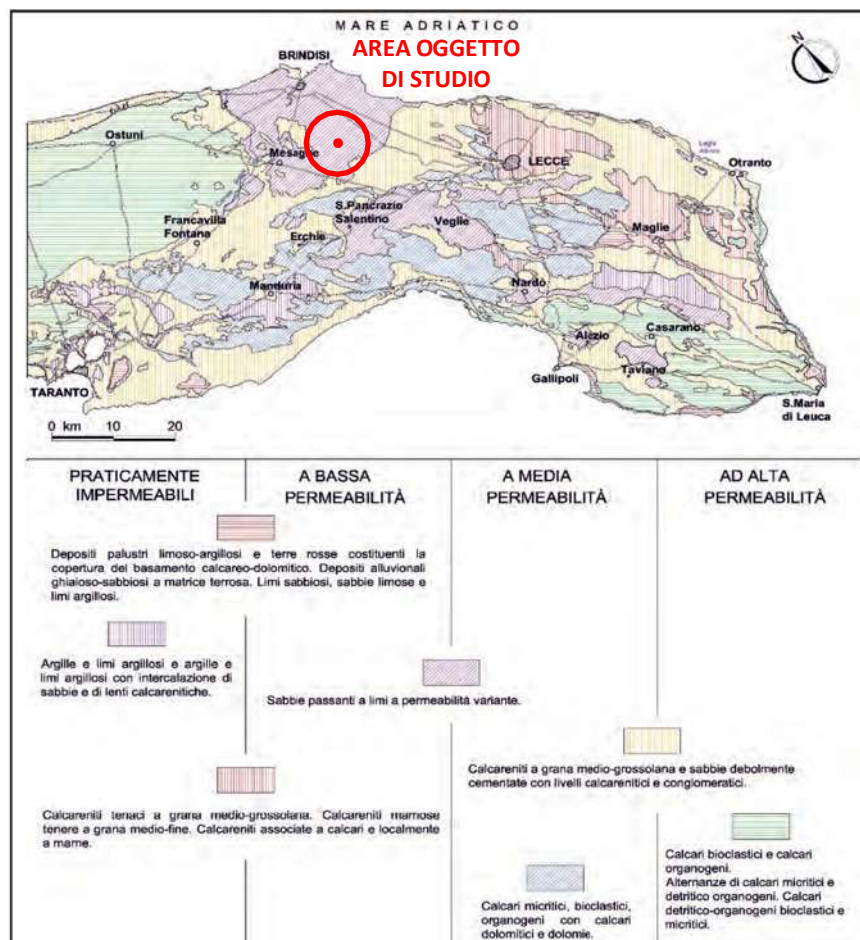 MARE ADRIATICO
AREA OGGETTO
DI STUDIO
BRINDISI
N
Ostuni
Mesagne
LECCE
Laghi
Alimini
Otranto
Francavilla
Fontana
S.Pancrazio
Salentino
Veglie
Erchie
Maglie
Manduria
Nardò
Casarano
Alezio
TARANTO
Gallipoli
Taviano
S.Maria
di Leuca
0 km 10 20
PRATICAMENTE
IMPERMEABILI
A BASSA
PERMEABILITÀ
A MEDIA
PERMEABILITÀ
AD ALTA
PERMEABILITÀ
Depositi palustri limoso-argillosi e terre rosse costituenti la
copertura del basamento calcareo-dolomitico. Depositi alluvionali
ghiaioso-sabbiosi a matrice terrosa. Limi sabbiosi, sabbie limose e
limi argillosi.
Argille e limi argillosi e argille e
limi argillosi con intercalazione di
sabbie e di lenti calcarenitiche.
Sabbie passanti a limi a permeabilità variante.
Calcareniti a grana medio-grossolana e sabbie debolmente
cementate con livelli calcarenitici e conglomeratici.
Calcareniti tenaci a grana medio-grossolana. Calcareniti marnose
tenere a grana medio-fine. Calcareniti associate a calcari e localmente
a marne.
Calcari bioclastici e calcari
organogeni.
Alternanze di calcari micritici e
detritico organogeni. Calcari
detritico-organogeni bioclastici e
micritici.
Calcari micritici, bioclastici,
organogeni con calcari
dolomitici e dolomie.